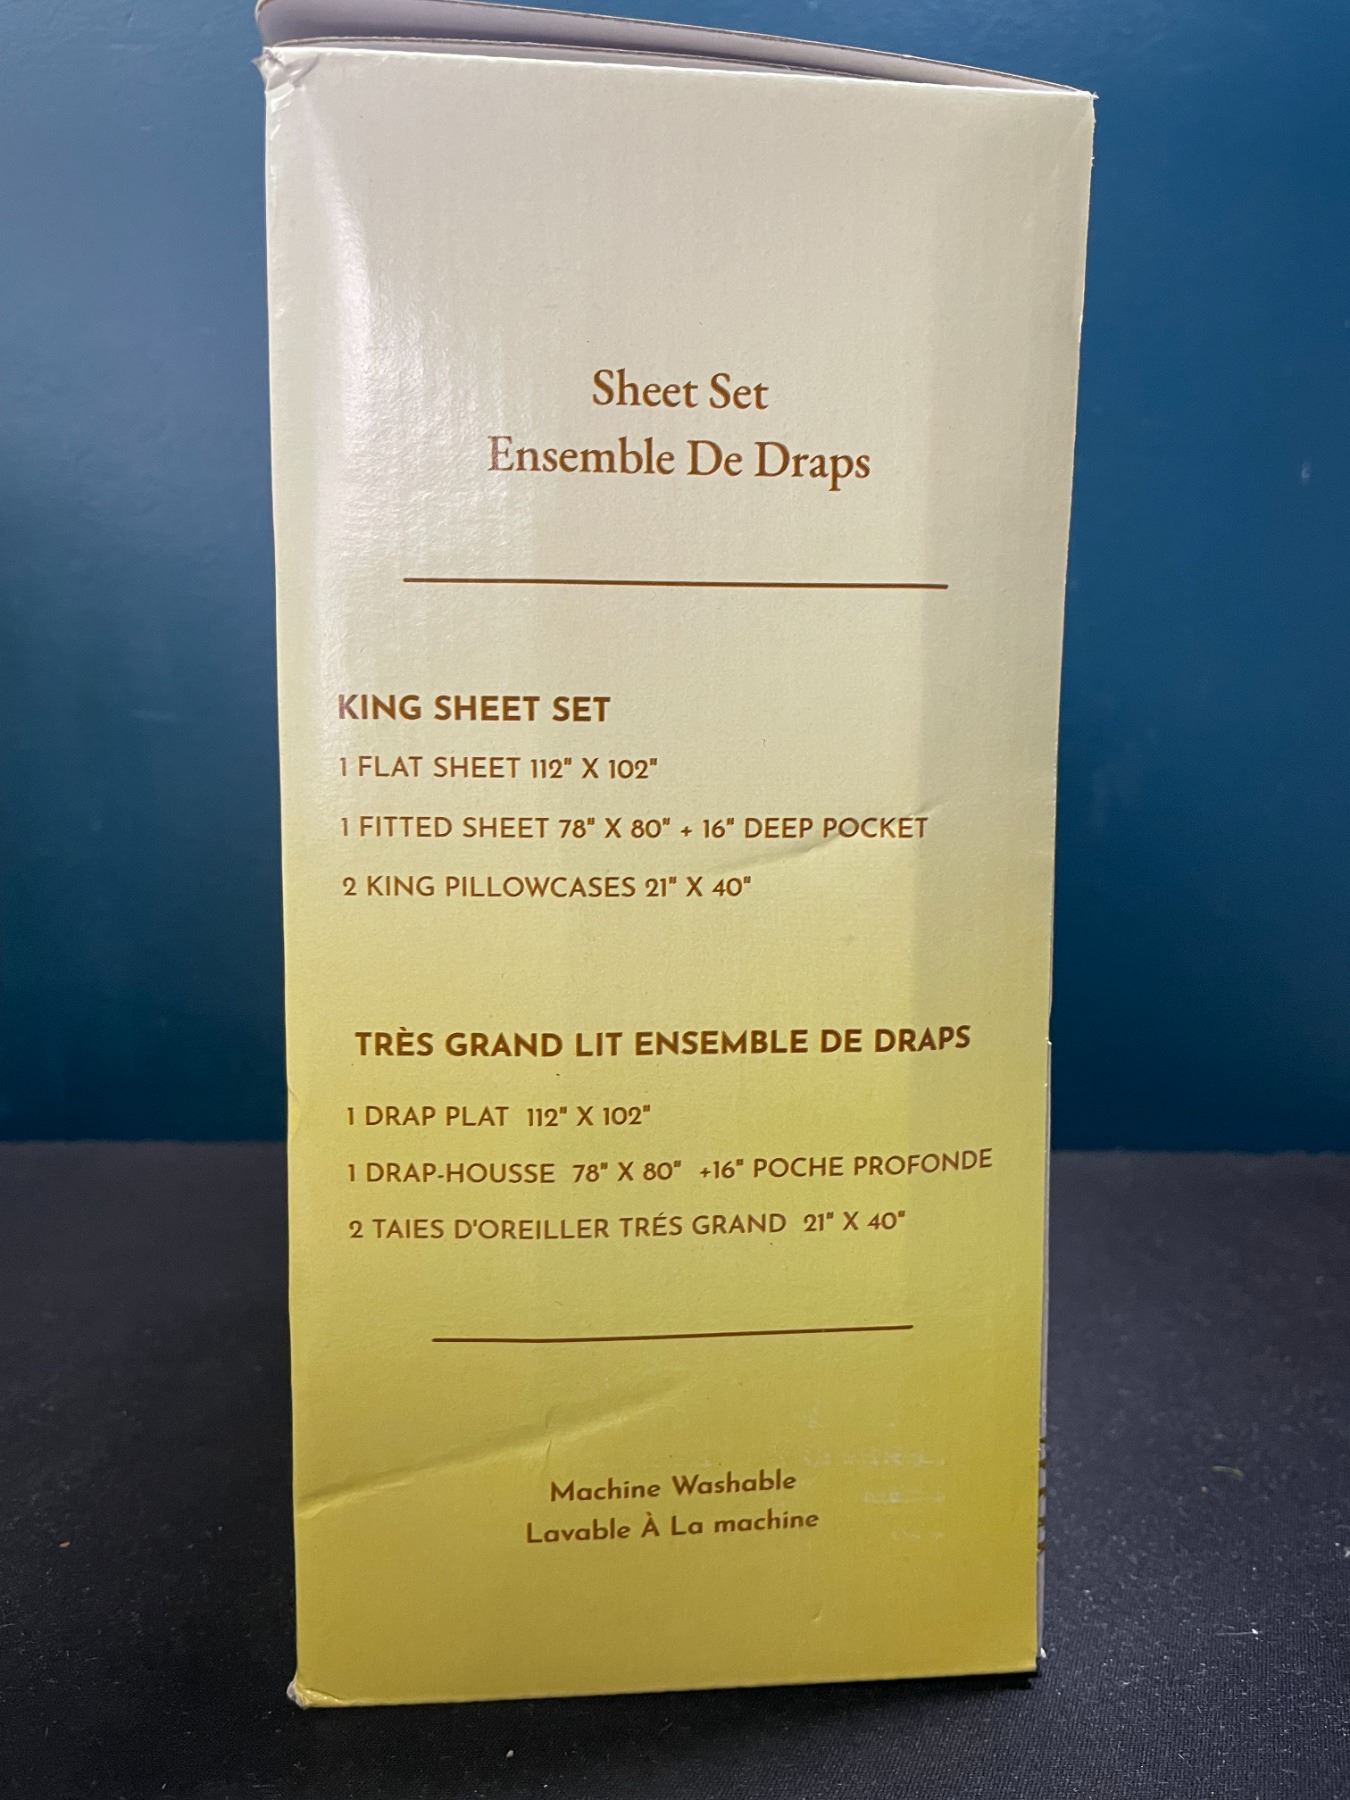 Sheet Set
Ensemble De Draps
KING SHEET SET
1 FLAT SHEET 112" X 102"
1 FITTED SHEET 78" X 80" + 16" DEEP POCKET
2 KING PILLOWCASES 21" X 40"
TRÈS GRAND LIT ENSEMBLE DE DRAPS
1 DRAP PLAT 112" X 102"
1 DRAP-HOUSSE 78" X 80" +16" POCHE PROFONDE
2 TAIES D'OREILLER TRÉS GRAND 21" X 40"
Machine Washable
Lavable À La machine